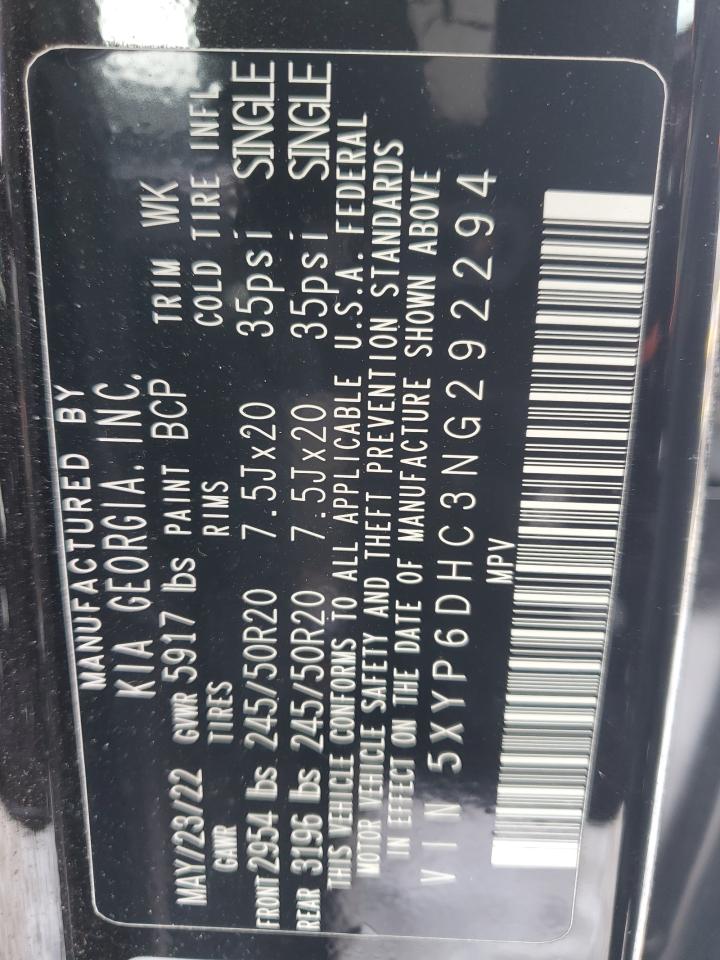 MANUFACTURED BY
KIA GEORGIA, INC.
MAY/23/22 GVWR 5917 lbs PAINT BCP TRIM WK
GWR TIRES RIMS COLD TIRE INFL
FRONT 2954 lbs 245/50R20 7.5Jx20 35psi SINGLE
REAR 3196 lbs 245/50R20 7.5Jx20 35psi SINGLE
THIS VEHICLE CONFORMS TO ALL APPLICABLE U.S.A. FEDERAL
MOTOR VEHICLE SAFETY AND THEFT PREVENTION STANDARDS
IN EFFECT ON THE DATE OF MANUFACTURE SHOWN ABOVE
VIN 5XYP6DHC3NG292294
MPV